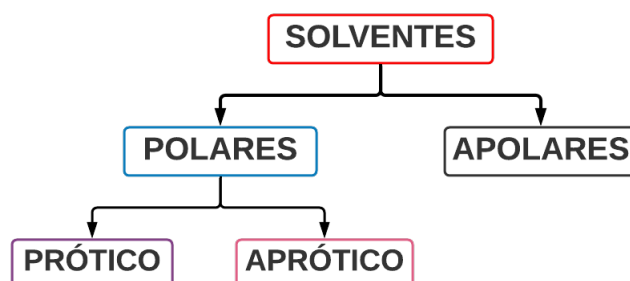 SOLVENTES
POLARES
APOLARES
PRÓTICO
APRÓTICO